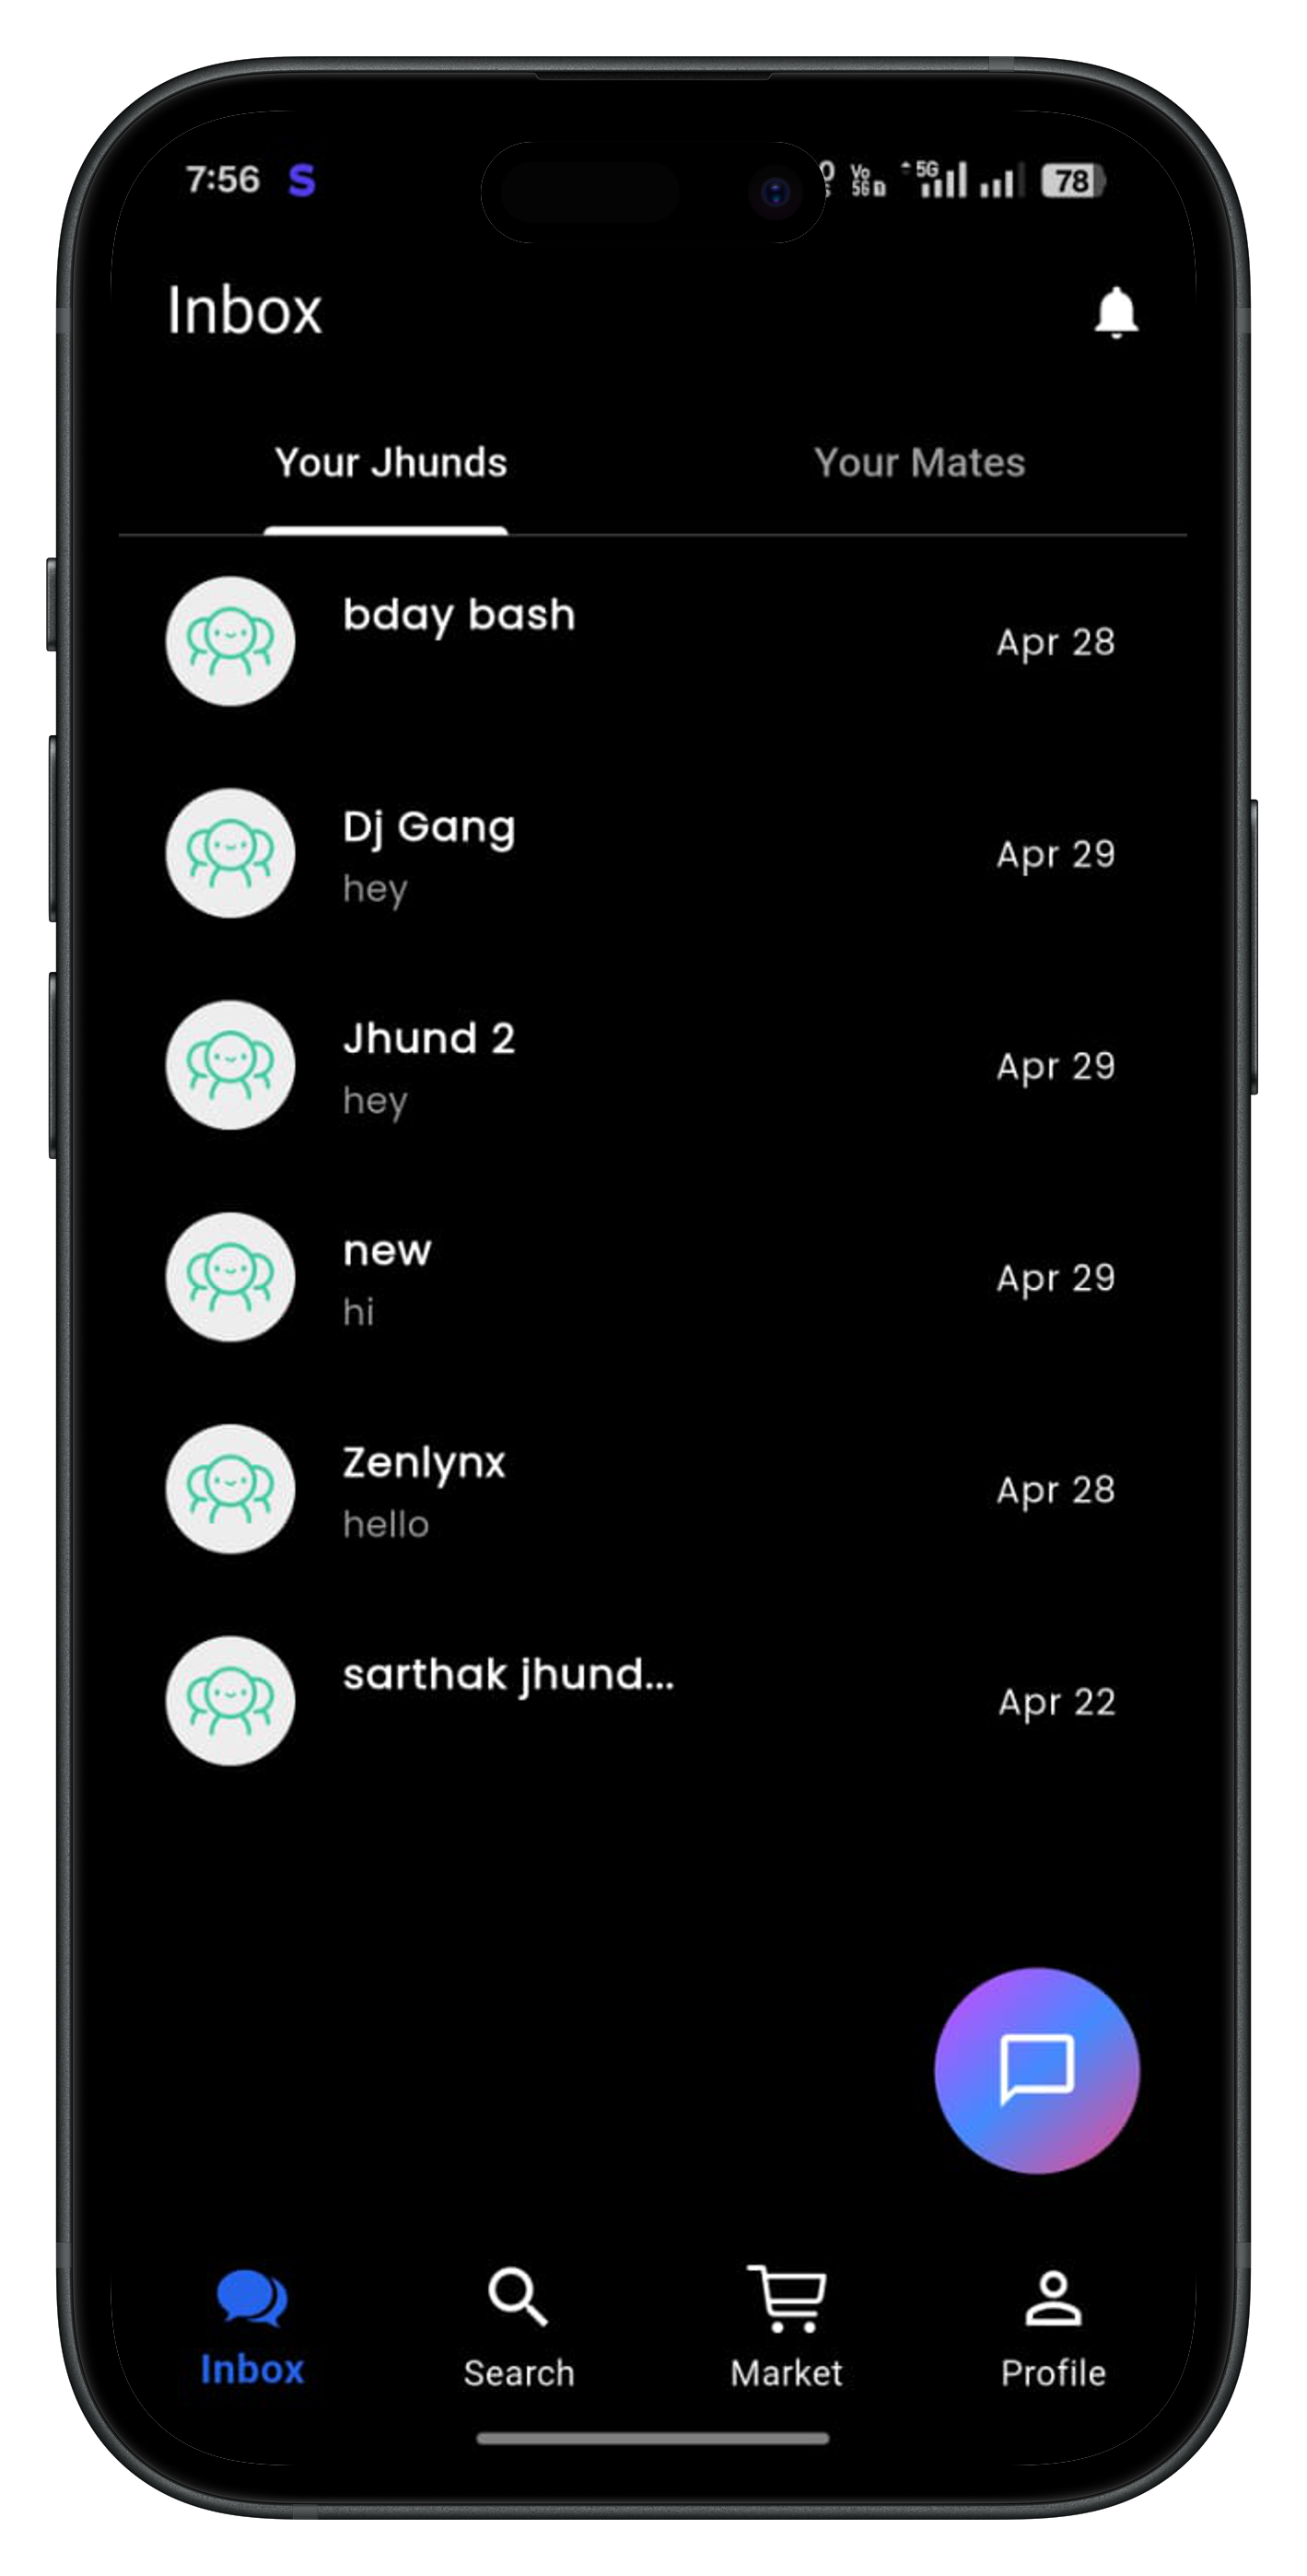 7:56 S
Vo 5G 78
Inbox
Your Jhunds Your Mates
bday bash
Apr 28
Dj Gang
hey
Apr 29
Jhund 2
hey
Apr 29
new
hi
Apr 29
Zenlynx
hello
Apr 28
sarthak jhund...
Apr 22
Inbox Search Market Profile